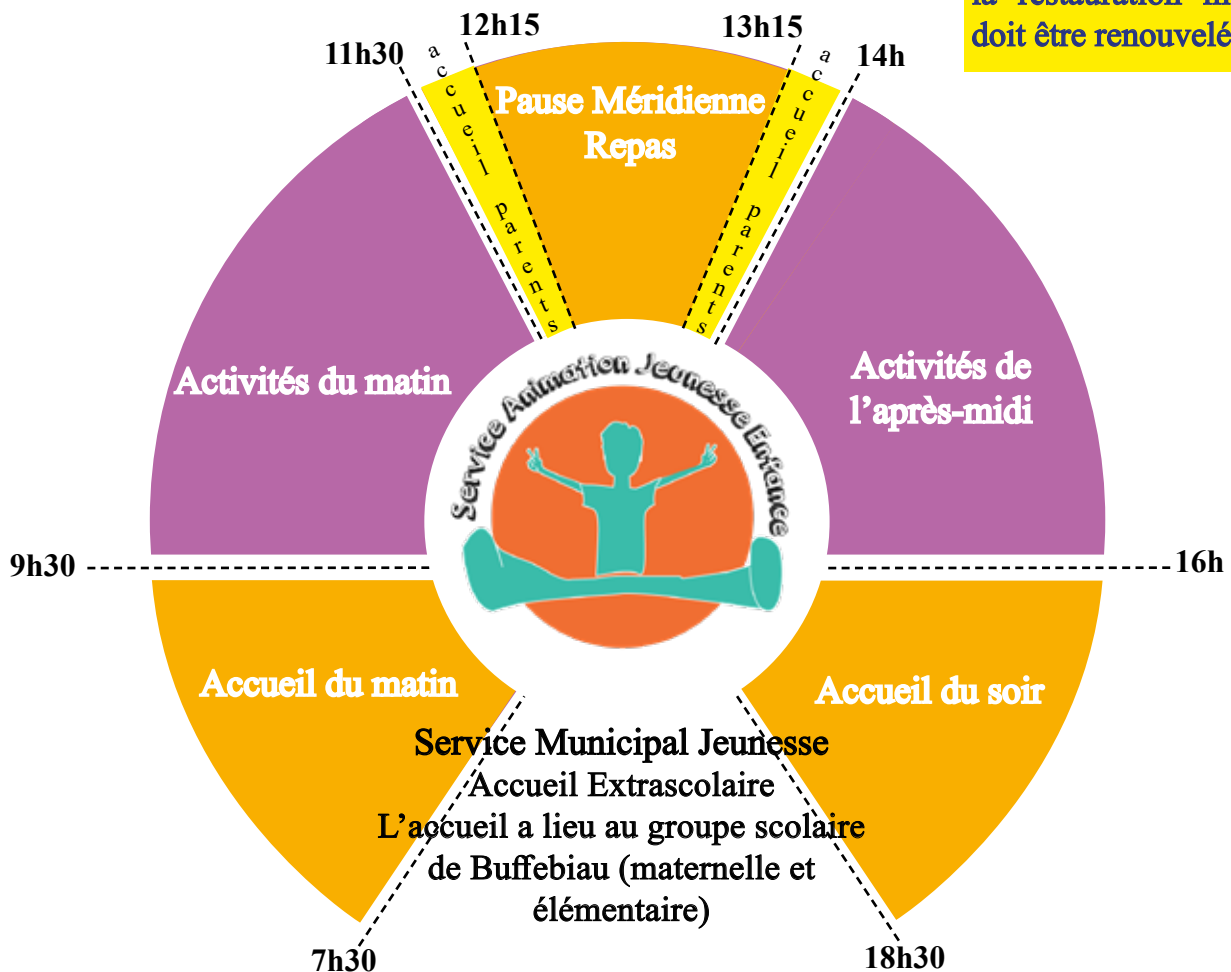 la restauration
doit être renouvelé
12h15
13h15
11h30
14h
accueil parents
Pause Méridienne
Repas
accueil parents
Activités du matin
Activités de
l'après-midi
Service Animation Jeunesse Enfance
9h30
16h
Accueil du matin
Accueil du soir
Service Municipal Jeunesse
Accueil Extrascolaire
L'accueil a lieu au groupe scolaire
de Buffebiau (maternelle et
élémentaire)
7h30
18h30